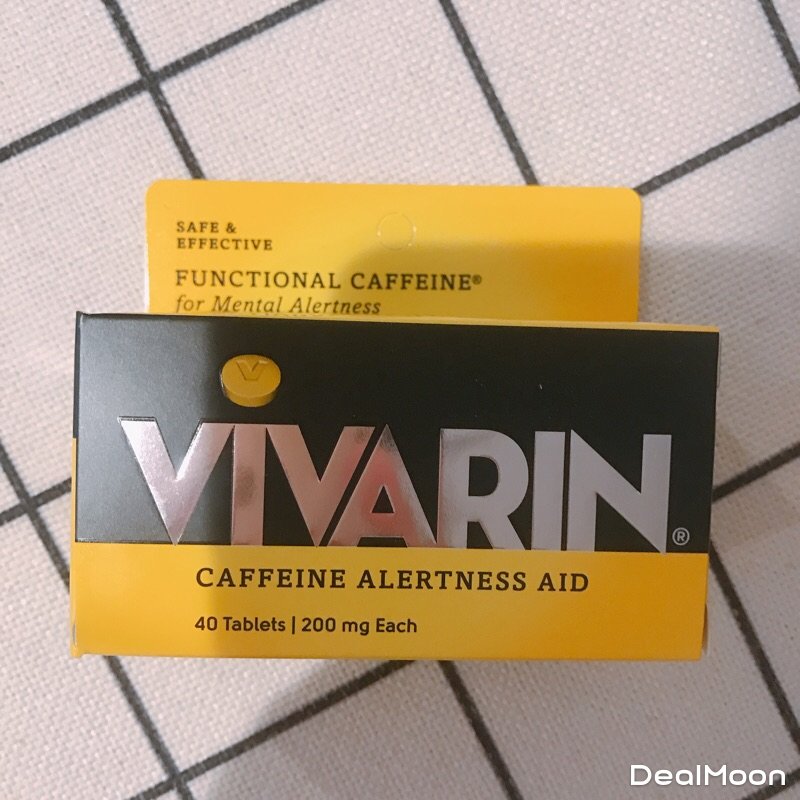 SAFE &
EFFECTIVE
FUNCTIONAL CAFFEINE®
for Mental Alertness
V
VIVARIN®
CAFFEINE ALERTNESS AID
40 Tablets | 200 mg Each
DealMoon